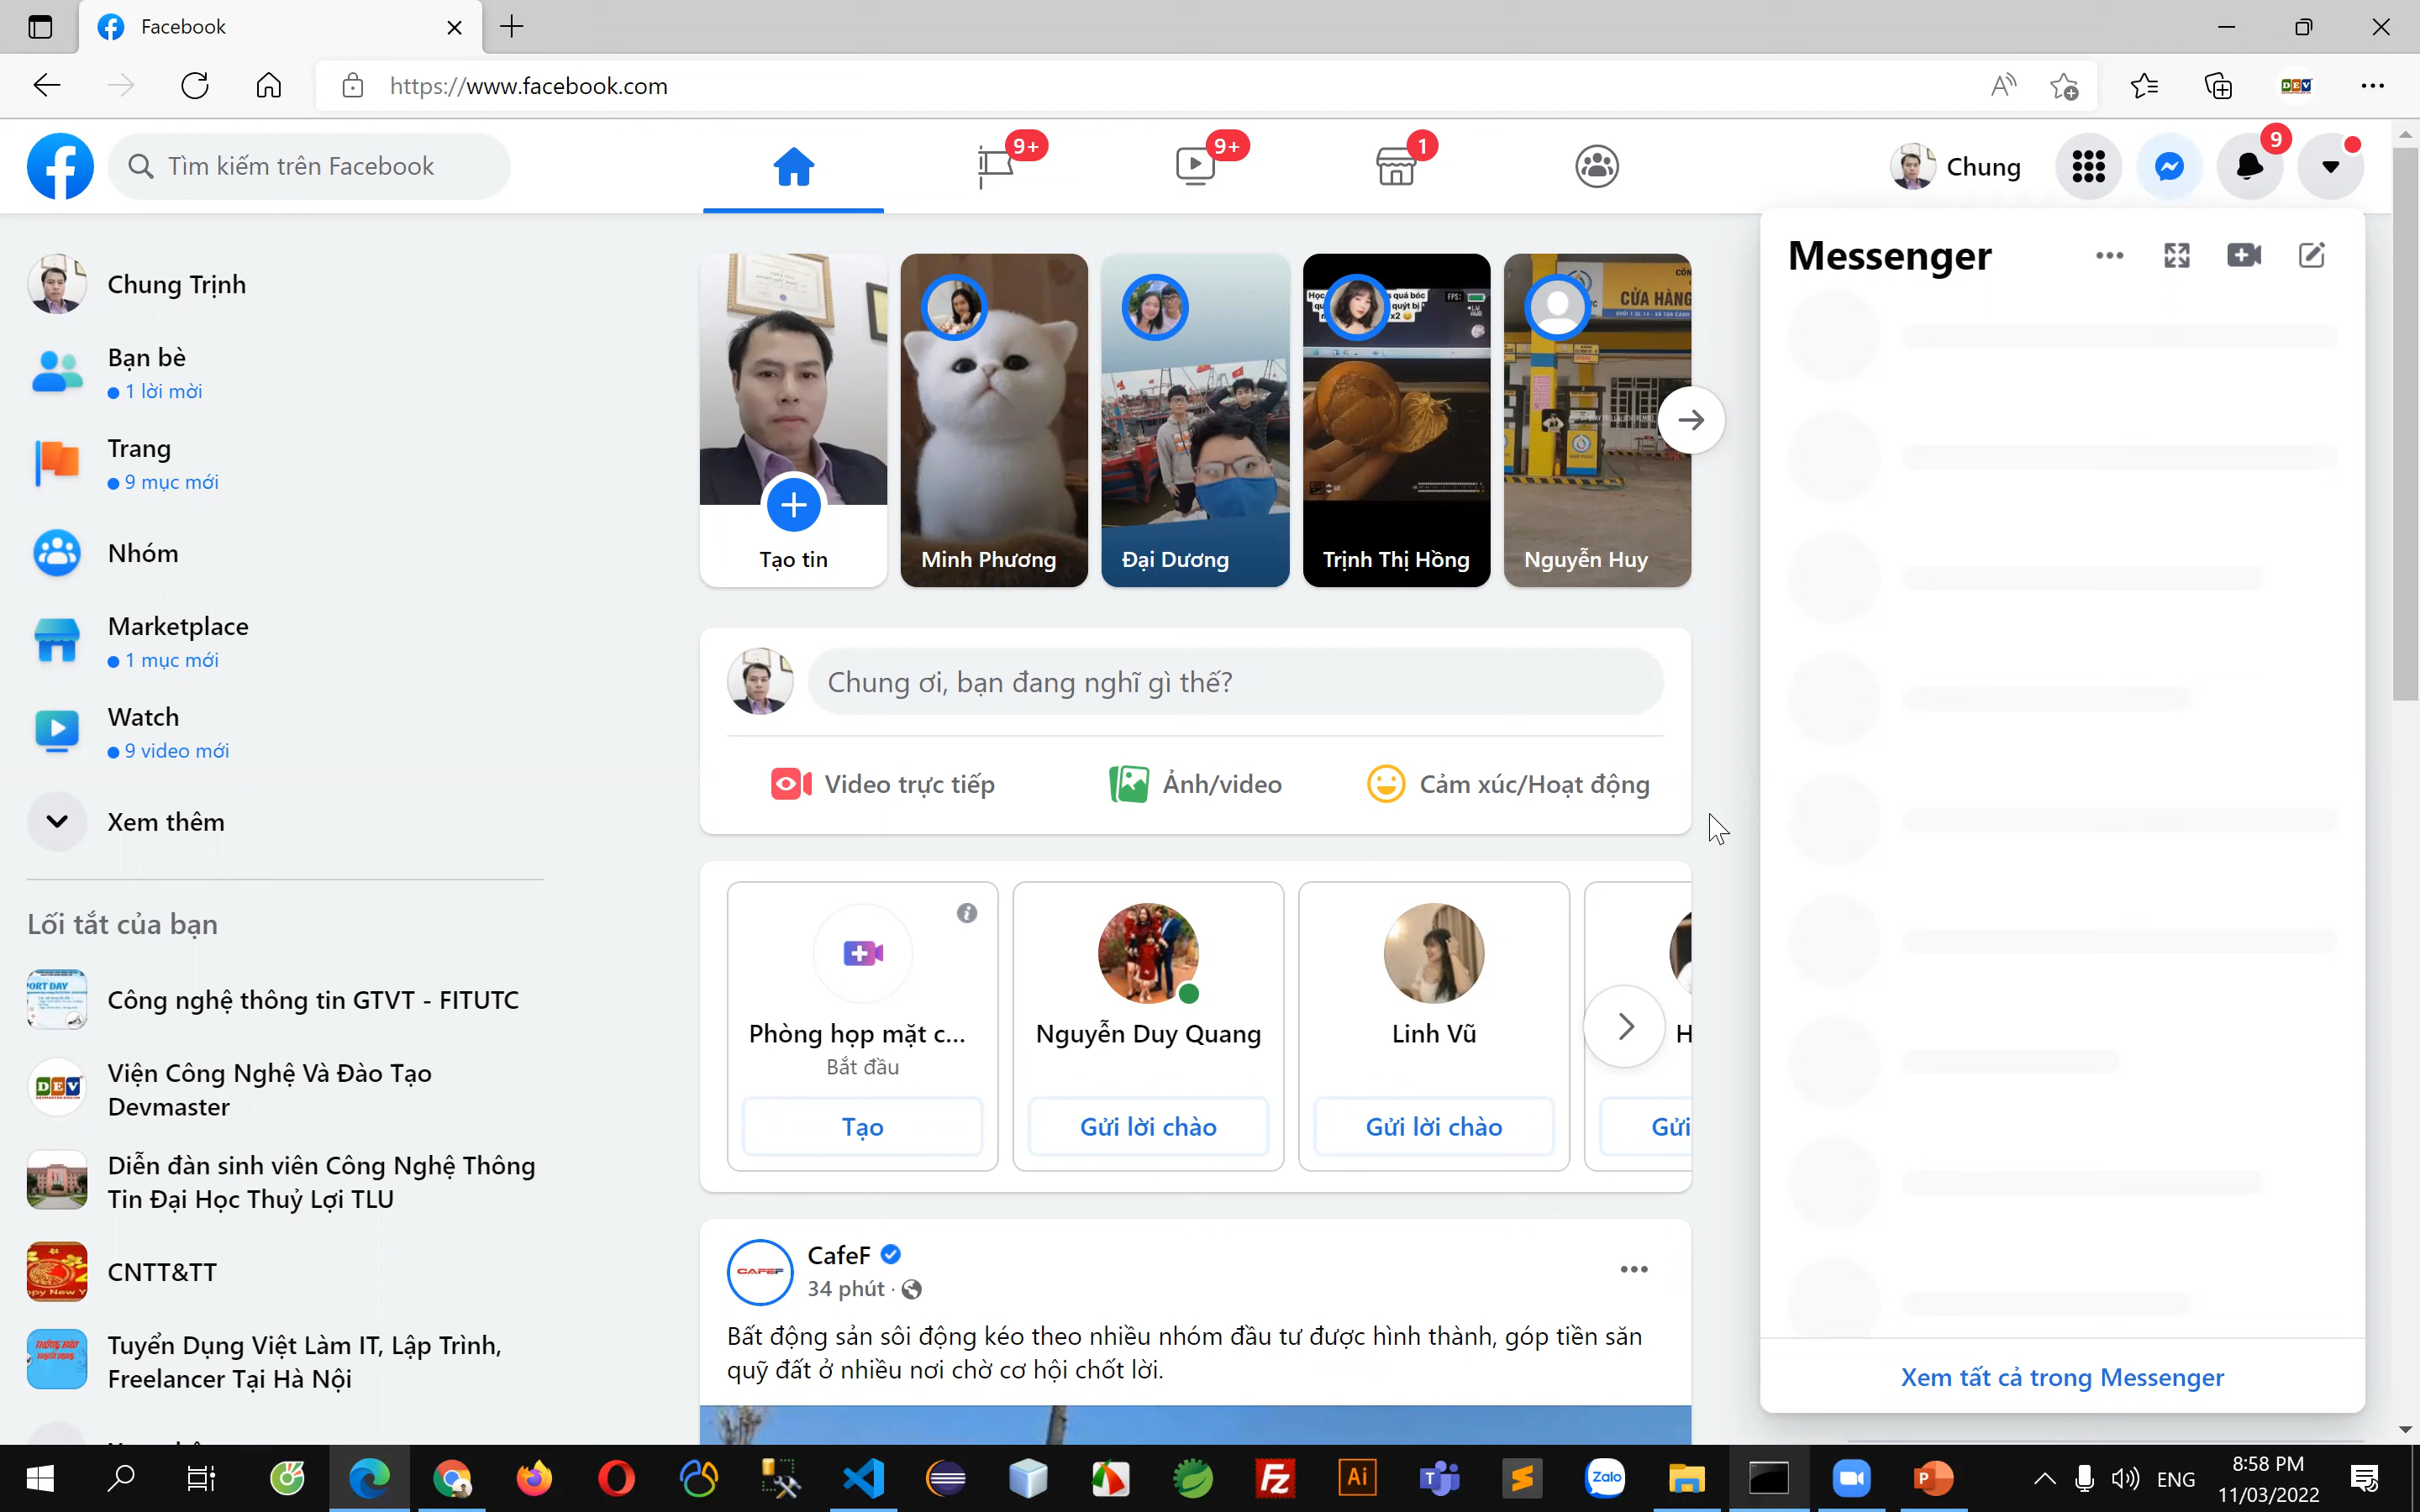 Facebook
https://www.facebook.com
DEV
Tìm kiếm trên Facebook
9+
9+
1
Chung
9
Chung Trịnh
Bạn bè
1 lời mời
Trang
9 mục mới
Nhóm
Marketplace
1 mục mới
Watch
9 video mới
Xem thêm
Lối tắt của bạn
Công nghệ thông tin GTVT - FITUTC
DEV
Viện Công Nghệ Và Đào Tạo
Devmaster
Diễn đàn sinh viên Công Nghệ Thông
Tin Đại Học Thuỷ Lợi TLU
CNTT&TT
Tuyển Dụng Việt Làm IT, Lập Trình,
Freelancer Tại Hà Nội
Tạo tin
Minh Phương
Đại Dương
Trịnh Thị Hồng
CỬA HÀNG
Nguyễn Huy
Chung ơi, bạn đang nghĩ gì thế?
Video trực tiếp
Ảnh/video
Cảm xúc/Hoạt động
Phòng họp mặt c...
Bắt đầu
Tạo
Nguyễn Duy Quang
Gửi lời chào
Linh Vũ
Gửi lời chào
H
Gửi
CAFEF
CafeF
34 phút ·
Bất động sản sôi động kéo theo nhiều nhóm đầu tư được hình thành, góp tiền săn
quỹ đất ở nhiều nơi chờ cơ hội chốt lời.
Messenger
Xem tất cả trong Messenger
Fz
Ai
Zalo
ENG
8:58 PM
11/03/2022